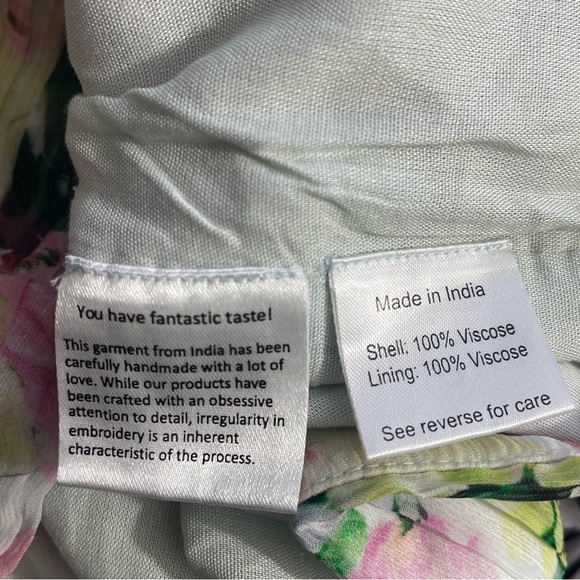 You have fantastic taste!
This garment from India has been
carefully handmade with a lot of
love. While our products have
been crafted with an obsessive
attention to detail, irregularity in
embroidery is an inherent
characteristic of the process.
Made in India
Shell: 100% Viscose
Lining: 100% Viscose
See reverse for care